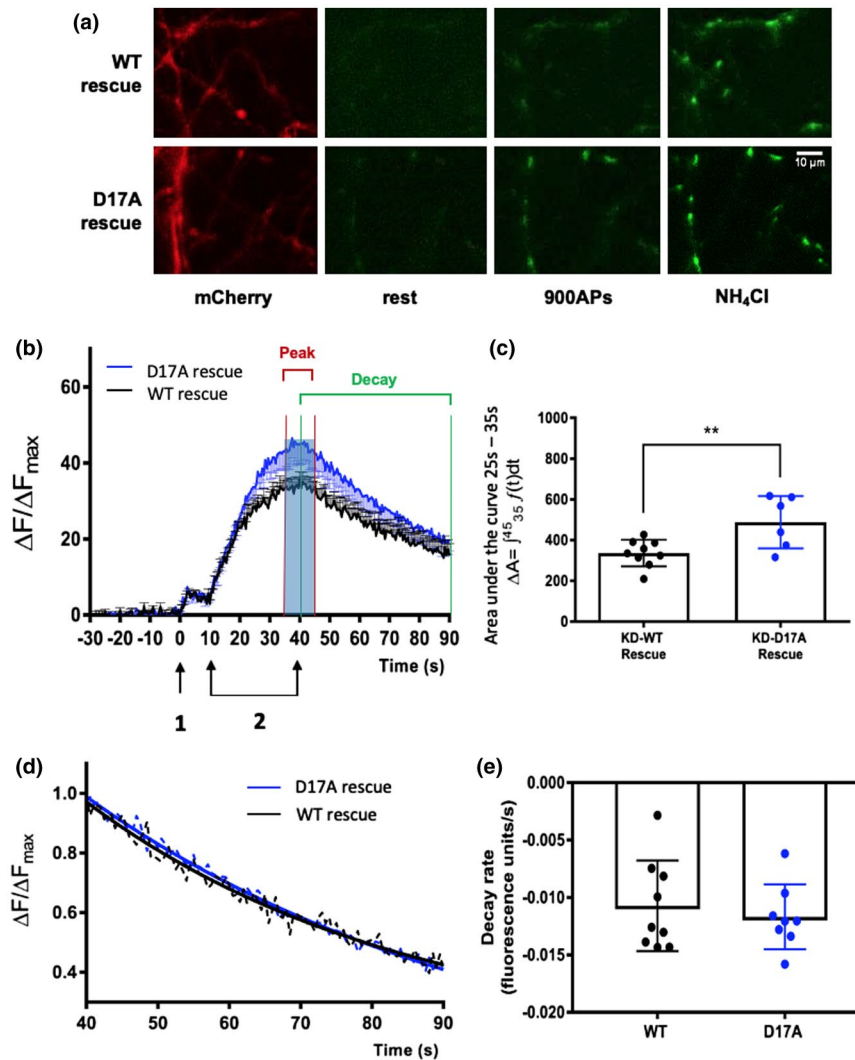 (a)
WT
rescue
D17A
rescue
10 µm
mCherry
rest
900APs
NH₄Cl
(b)
D17A rescue
WT rescue
Peak
Decay
ΔF/ΔFmax
60
40
20
0
-30 -20 -10 0 10 20 30 40 50 60 70 80 90
Time (s)
1
2
(c)
Area under the curve 25s – 35s
ΔA= ∫⁴⁵₃₅ f(t)dt
1000
800
600
400
200
0
**
KD-WT
Rescue
KD-D17A
Rescue
(d)
D17A rescue
WT rescue
ΔF/ΔFmax
1.0
0.8
0.6
0.4
40 50 60 70 80 90
Time (s)
(e)
Decay rate
(fluorescence units/s)
0.000
-0.005
-0.010
-0.015
-0.020
WT
D17A